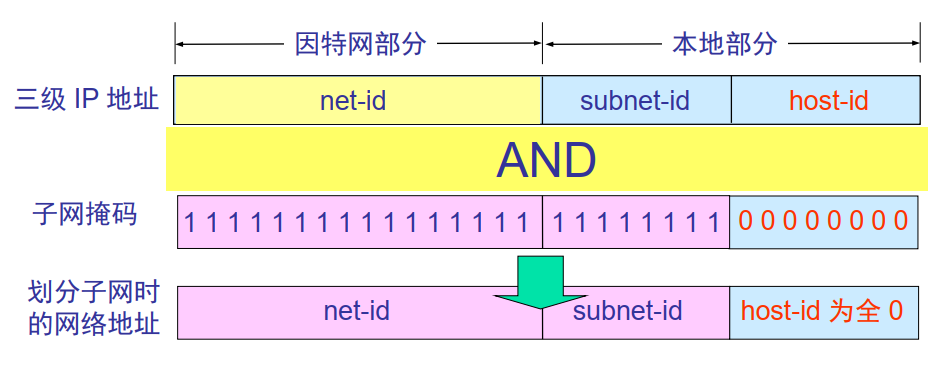 因特网部分 本地部分
三级 IP 地址 net-id subnet-id host-id
AND
子网掩码 1 1 1 1 1 1 1 1 1 1 1 1 1 1 1 1 1 1 1 1 1 1 1 1 0 0 0 0 0 0 0 0
划分子网时
的网络地址 net-id subnet-id host-id 为全 0